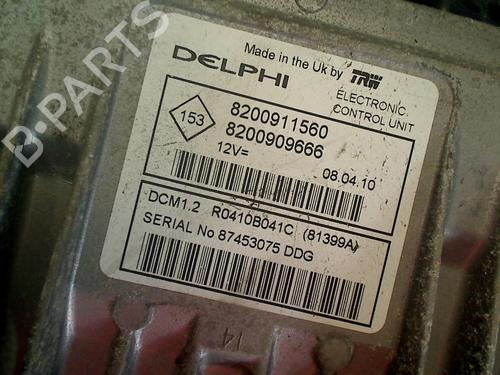 B-PARTS
Made in the Uk by TRW
DELPHI
ELECTRONIC
CONTROL UNIT
153
8200911560
8200909666
12V=
08.04.10
DCM1.2 R0410B041C (81399A)
SERIAL No 87453075 DDG
14